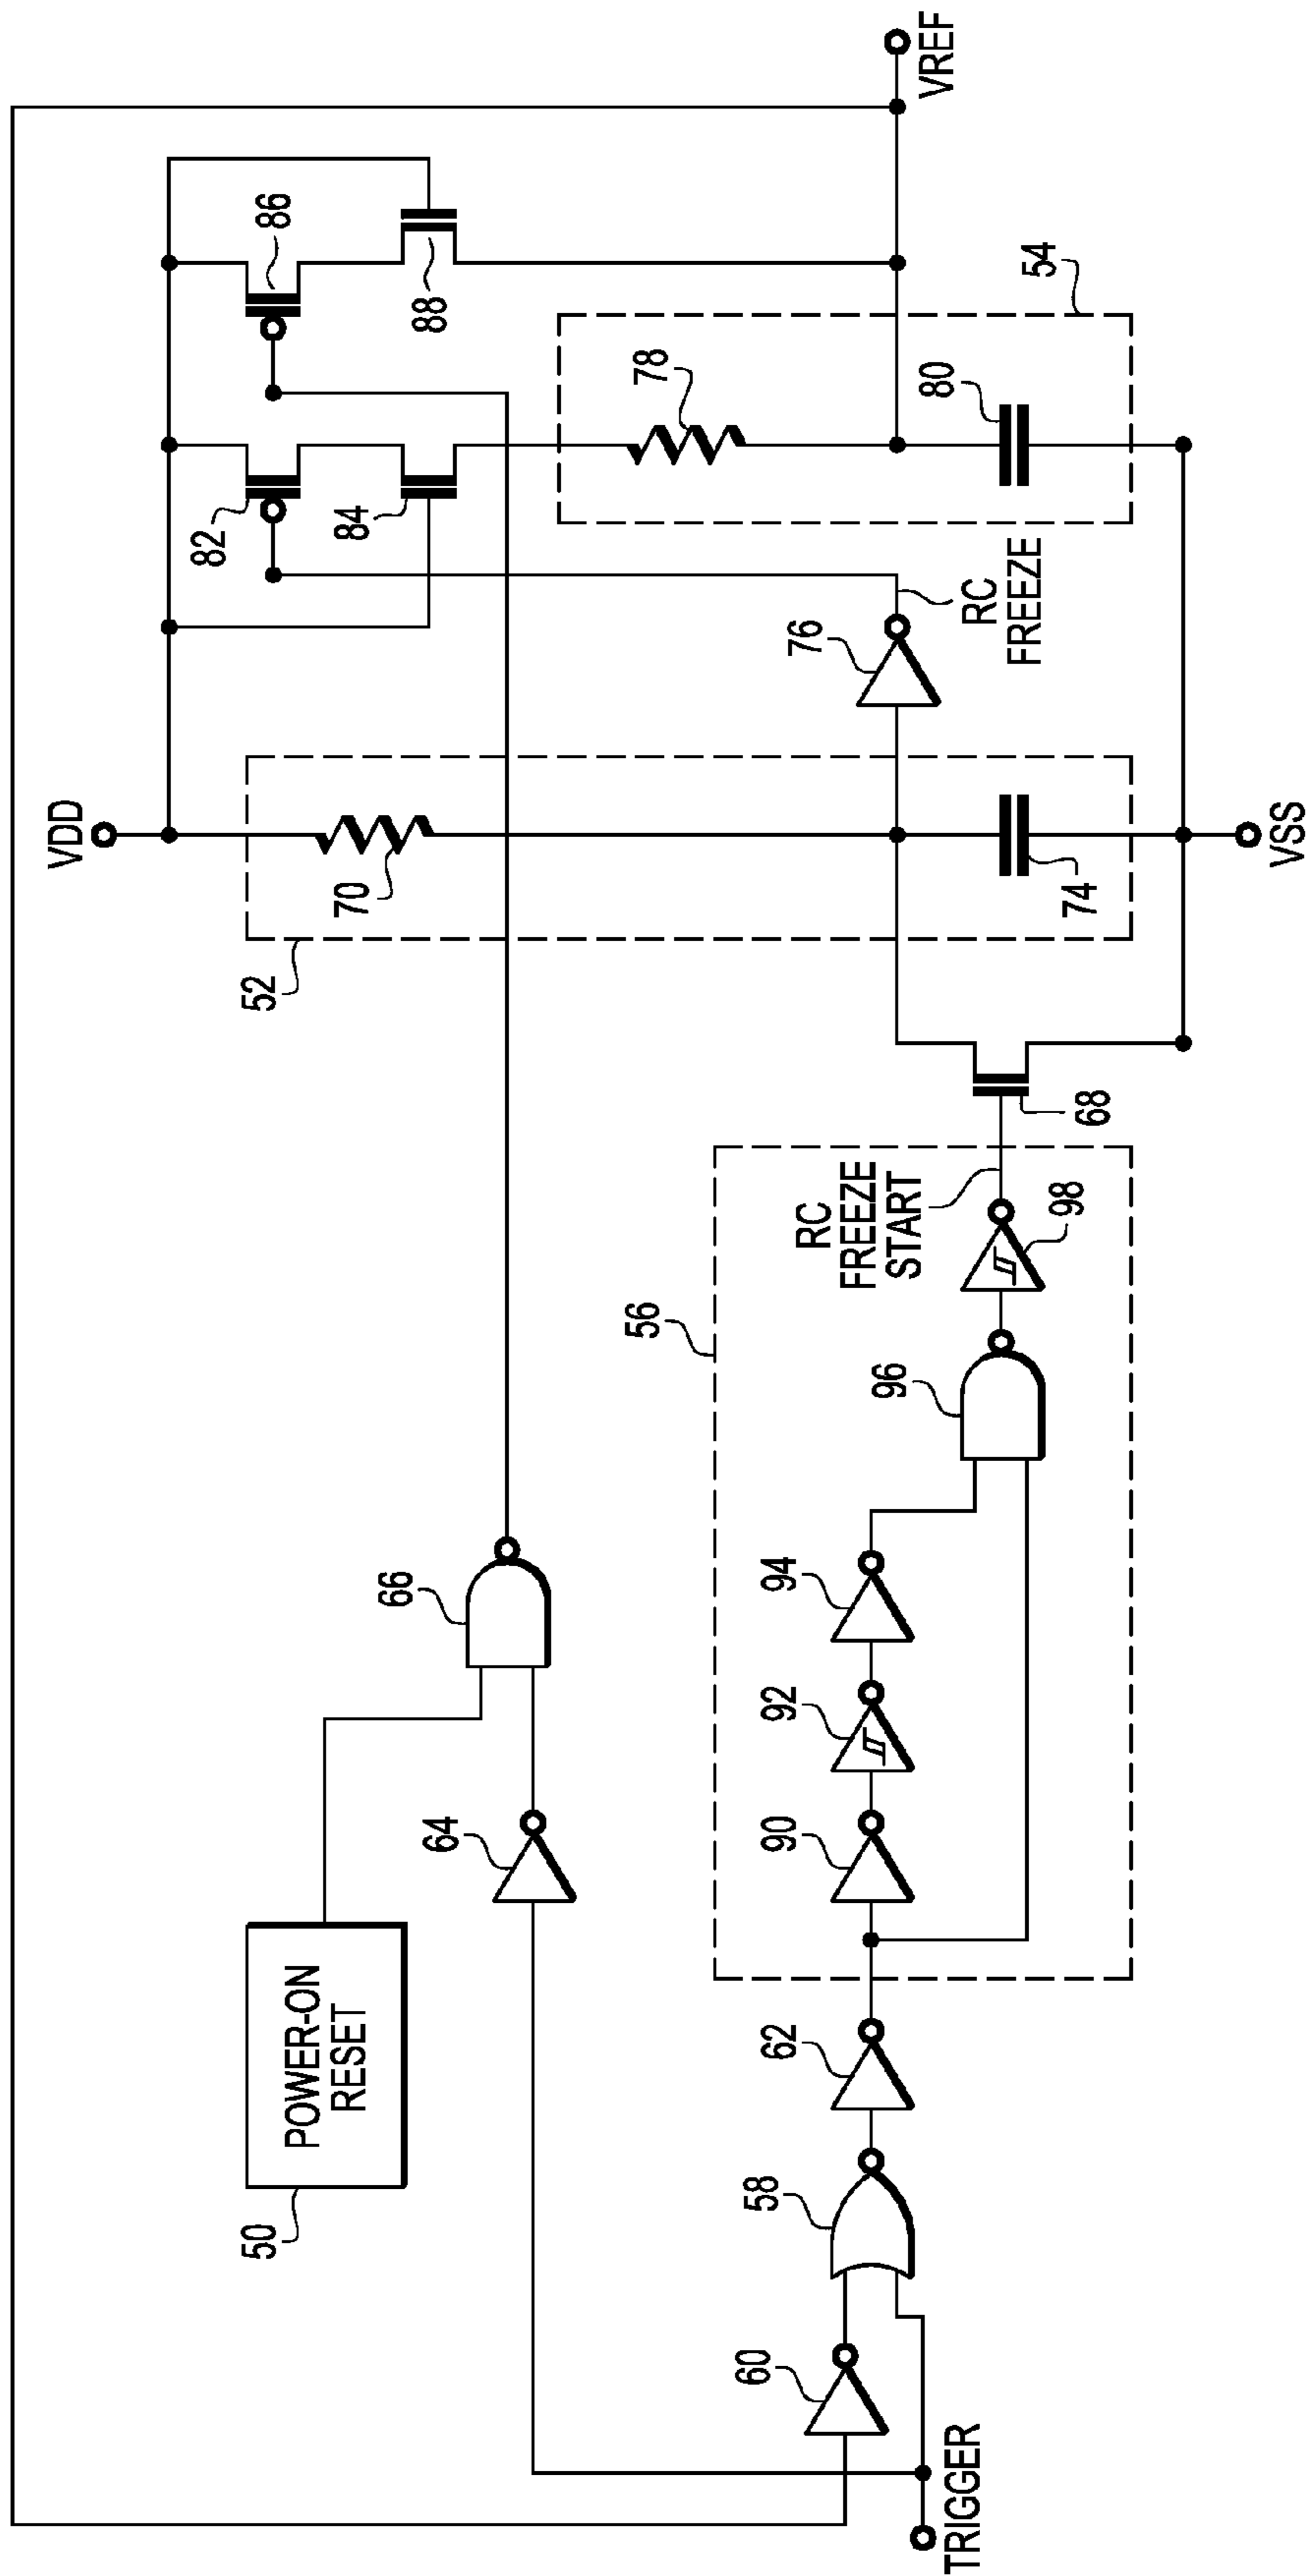 VDD
VREF
86
88
82
84
78
54
80
RC
FREEZE
76
70
52
74
VSS
68
66
POWER-ON
RESET
50
64
56
RC
FREEZE
START
98
96
94
92
90
62
58
60
TRIGGER